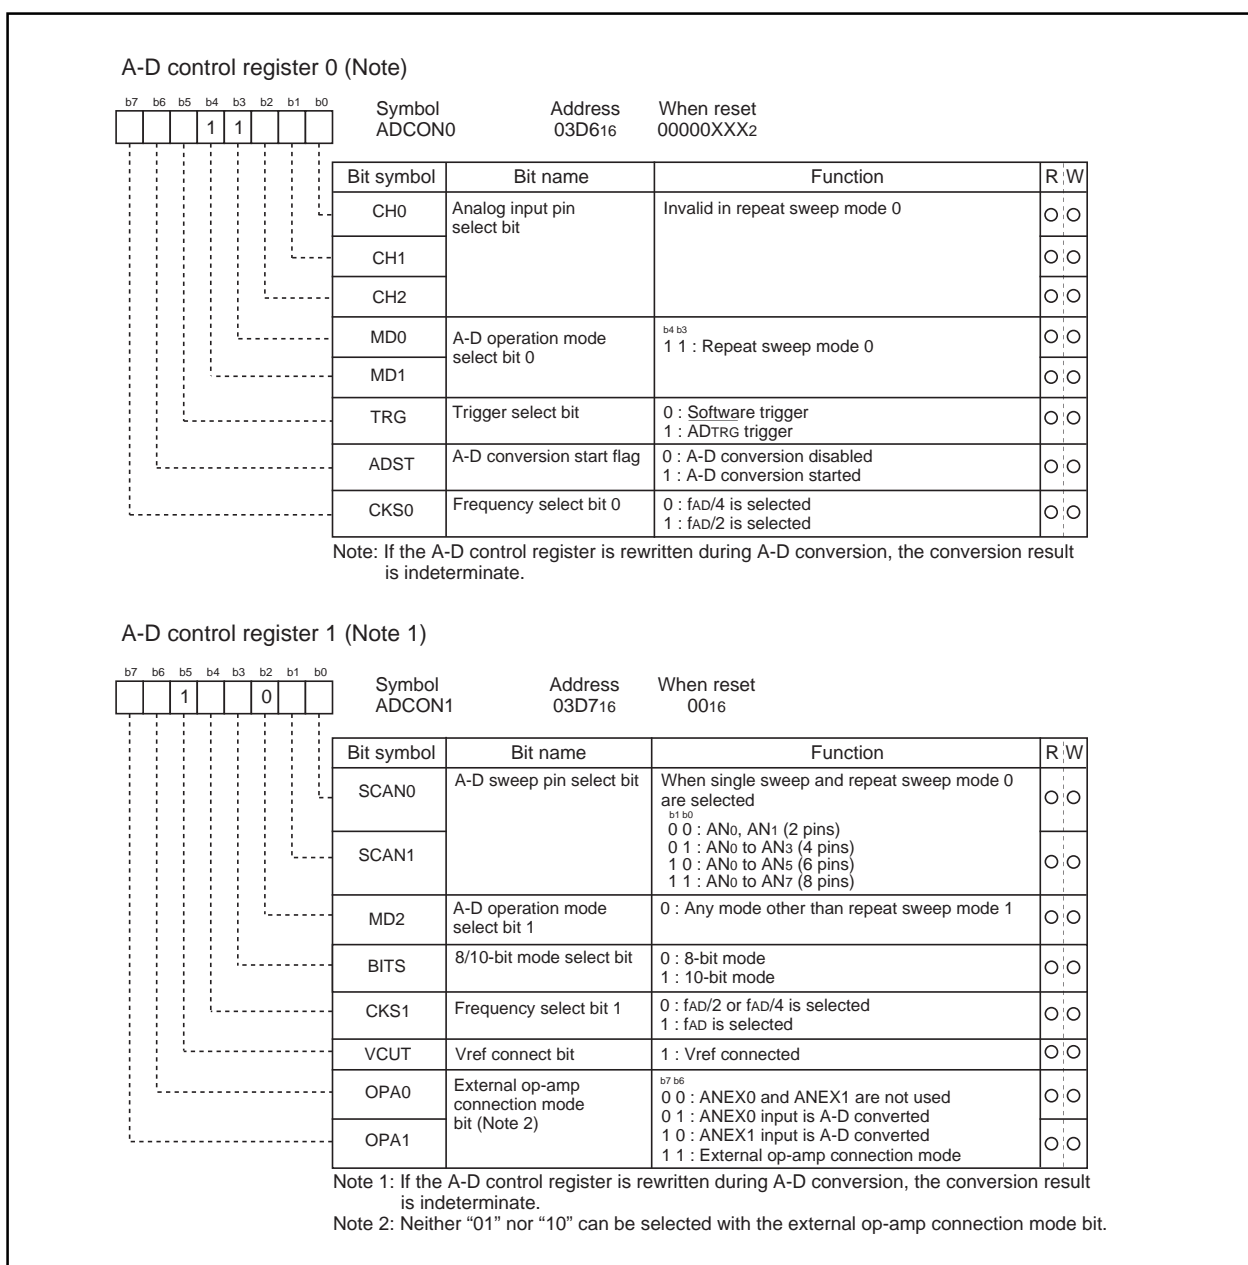 A-D control register 0 (Note)
b7 b6 b5 b4 b3 b2 b1 b0
1 1
Symbol Address When reset
ADCON0 03D616 00000XXX2
Bit symbol Bit name Function R W
CH0 Analog input pin select bit Invalid in repeat sweep mode 0
CH1
CH2
MD0 A-D operation mode select bit 0 b4 b3
1 1 : Repeat sweep mode 0
MD1
TRG Trigger select bit 0 : Software trigger
1 : ADTRG trigger
ADST A-D conversion start flag 0 : A-D conversion disabled
1 : A-D conversion started
CKS0 Frequency select bit 0 0 : fAD/4 is selected
1 : fAD/2 is selected
Note: If the A-D control register is rewritten during A-D conversion, the conversion result
is indeterminate.
A-D control register 1 (Note 1)
b7 b6 b5 b4 b3 b2 b1 b0
1 0
Symbol Address When reset
ADCON1 03D716 0016
Bit symbol Bit name Function R W
SCAN0 A-D sweep pin select bit When single sweep and repeat sweep mode 0
are selected
b1 b0
0 0 : AN0, AN1 (2 pins)
0 1 : AN0 to AN3 (4 pins)
1 0 : AN0 to AN5 (6 pins)
1 1 : AN0 to AN7 (8 pins)
SCAN1
MD2 A-D operation mode select bit 1 0 : Any mode other than repeat sweep mode 1
BITS 8/10-bit mode select bit 0 : 8-bit mode
1 : 10-bit mode
CKS1 Frequency select bit 1 0 : fAD/2 or fAD/4 is selected
1 : fAD is selected
VCUT Vref connect bit 1 : Vref connected
OPA0 External op-amp connection mode bit (Note 2) b7 b6
0 0 : ANEX0 and ANEX1 are not used
0 1 : ANEX0 input is A-D converted
1 0 : ANEX1 input is A-D converted
1 1 : External op-amp connection mode
OPA1
Note 1: If the A-D control register is rewritten during A-D conversion, the conversion result
is indeterminate.
Note 2: Neither “01” nor “10” can be selected with the external op-amp connection mode bit.